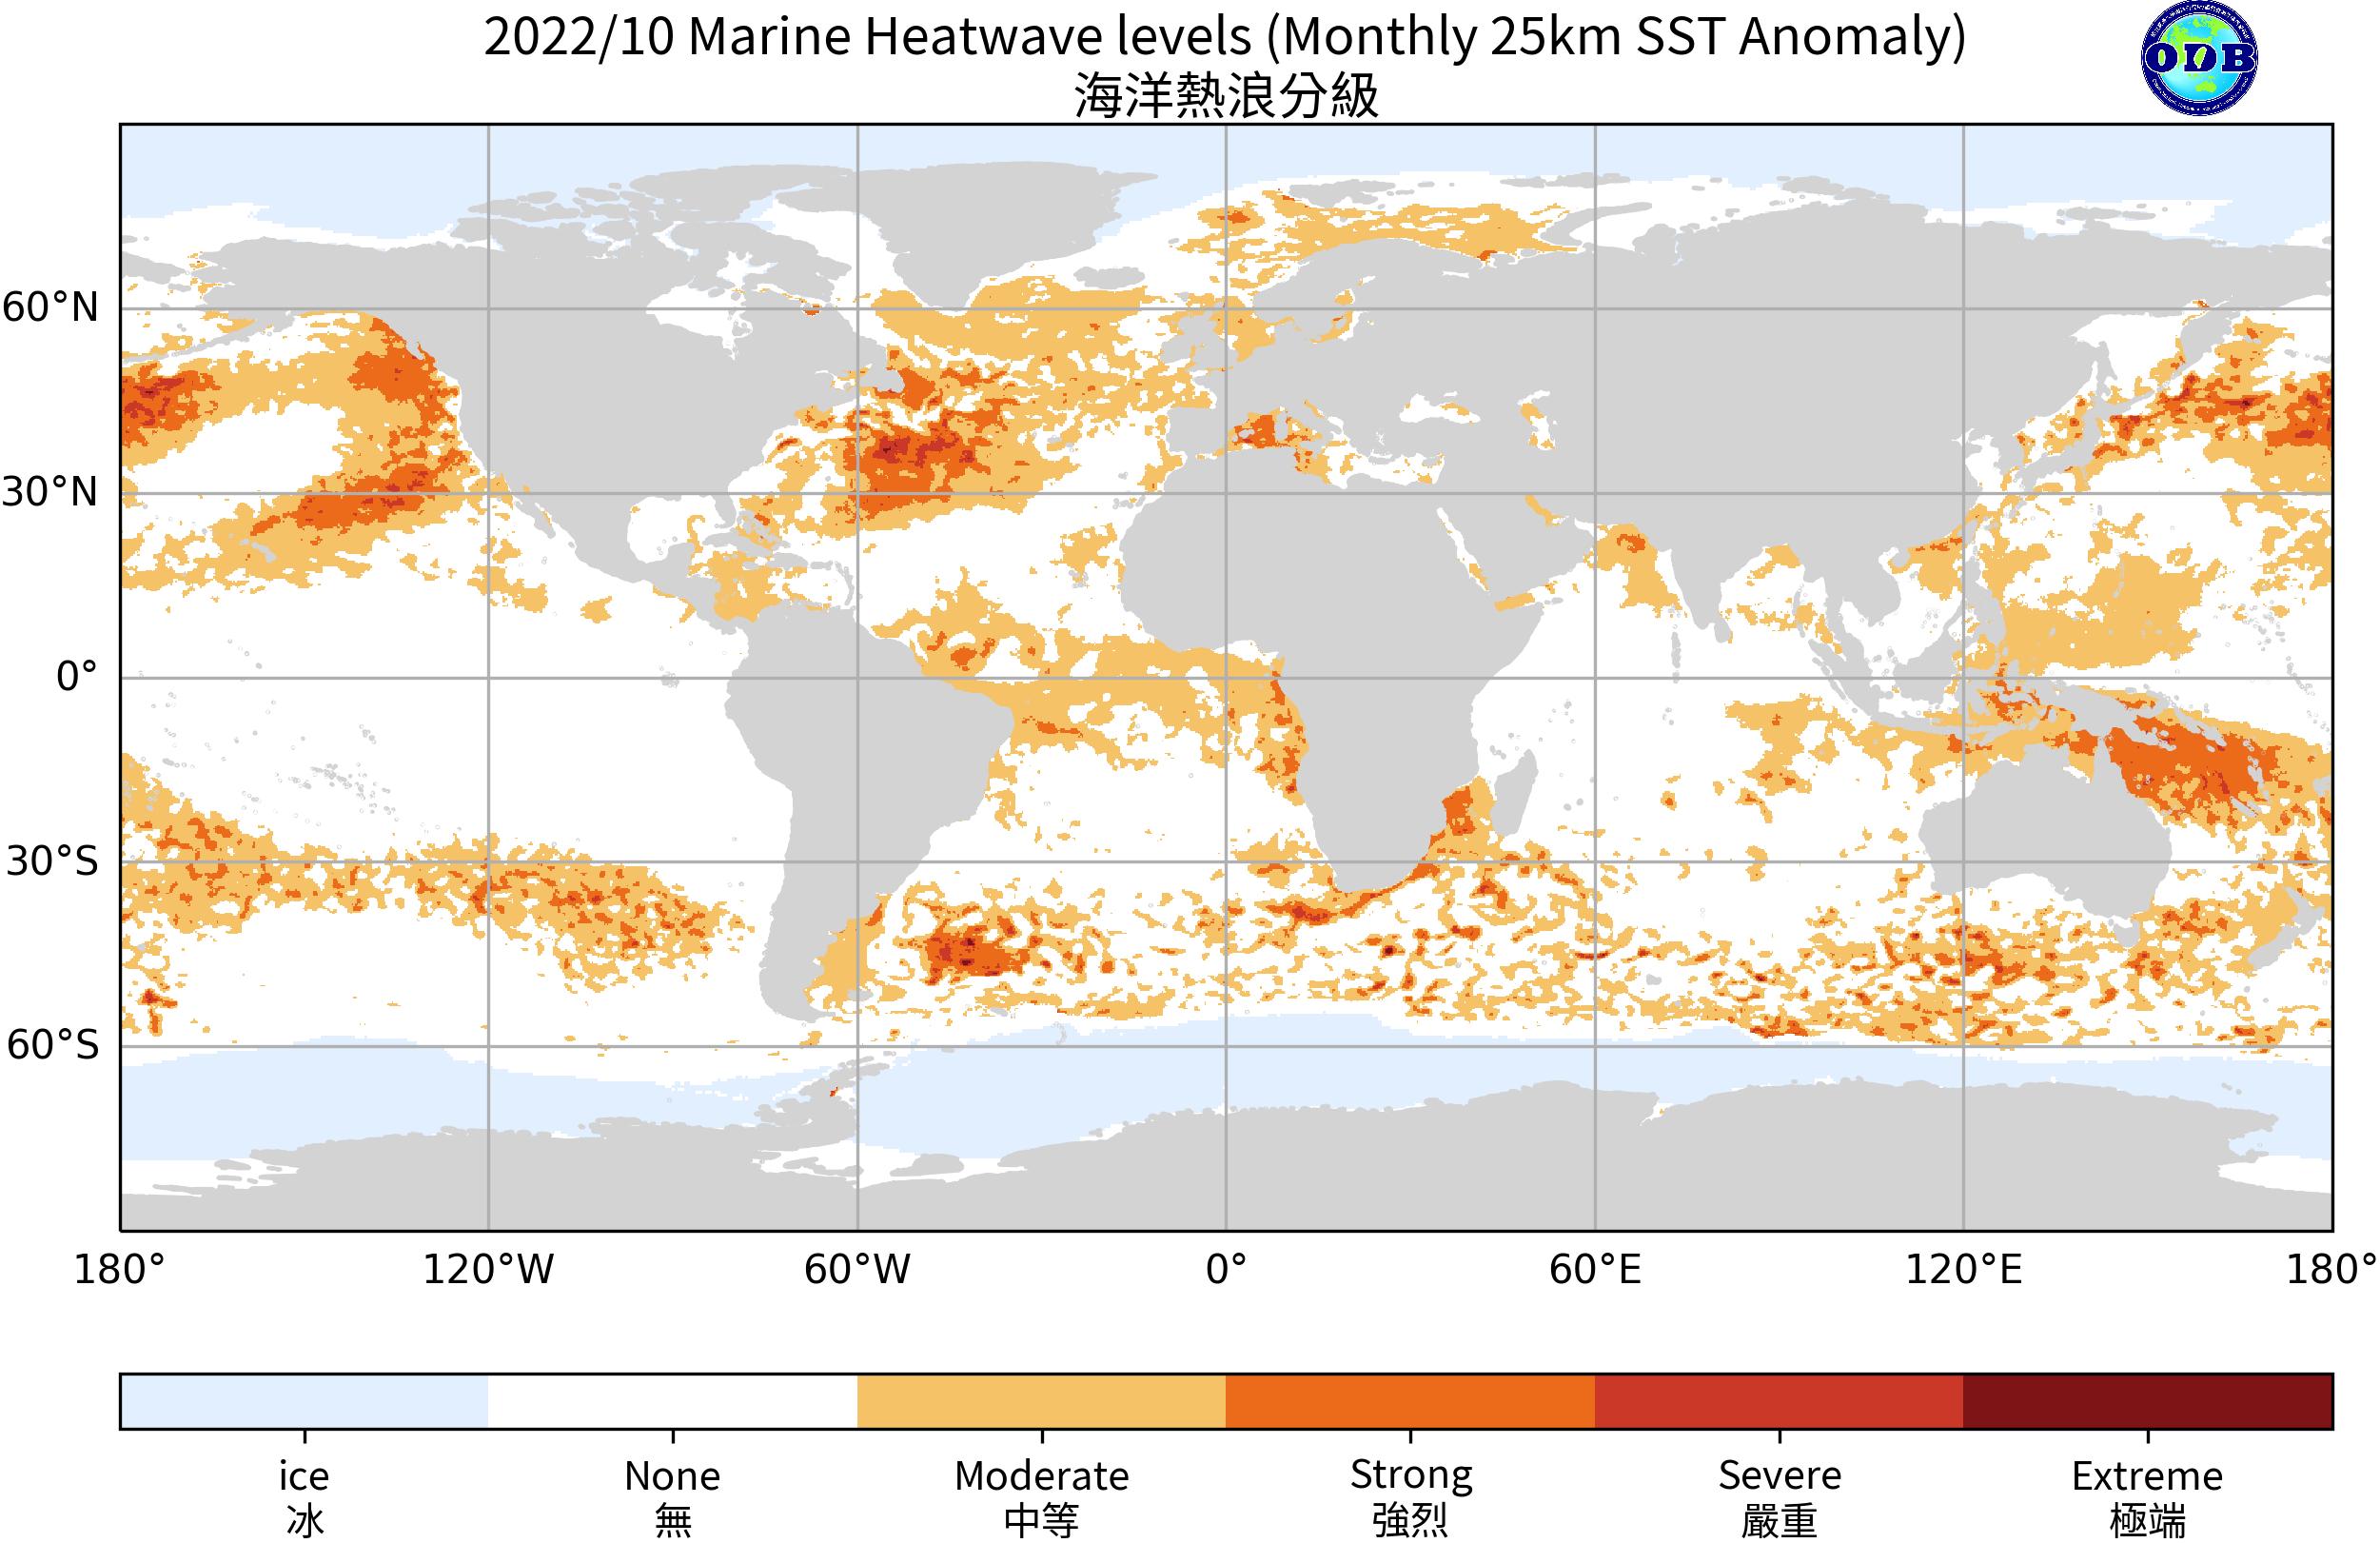 2022/10 Marine Heatwave levels (Monthly 25km SST Anomaly)
海洋熱浪分級
ODB
60°N
30°N
0°
30°S
60°S
180° 120°W 60°W 0° 60°E 120°E 180°
ice None Moderate Strong Severe Extreme
冰 無 中等 強烈 嚴重 極端